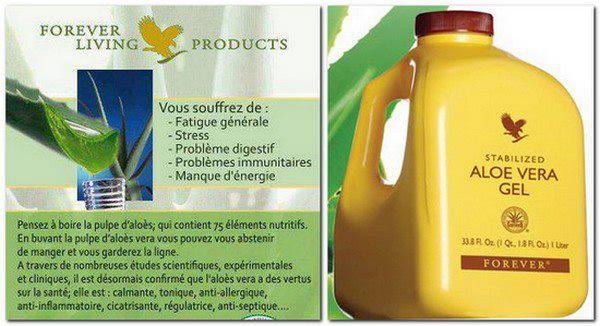 FOREVER
LIVING PRODUCTS
Vous souffrez de :
- Fatigue générale
- Stress
- Problème digestif
- Problèmes immunitaires
- Manque d'énergie
Pensez à boire la pulpe d'aloès; qui contient 75 éléments nutritifs.
En buvant la pulpe d'aloès vera vous pouvez vous abstenir
de manger et vous garderez la ligne.
A travers de nombreuses études scientifiques, expérimentales
et cliniques, il est désormais confirmé que l'aloès vera a des vertus
sur la santé; elle est : calmante, tonique, anti-allergique,
anti-inflammatoire, cicatrisante, régulatrice, anti-septique....
STABILIZED
ALOE VERA
GEL
33.8 Fl. Oz. (1 Qt., 1.8 Fl. Oz.) 1 Liter
FOREVER®